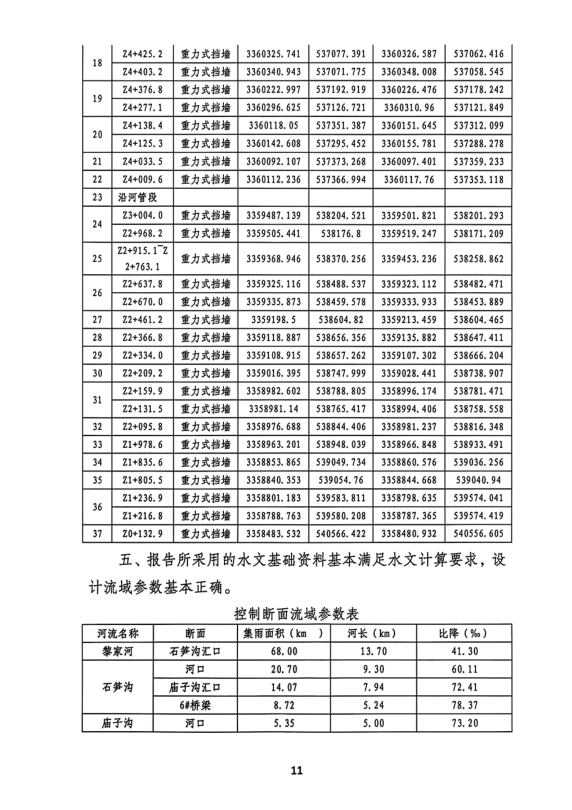 18 Z4+425.2 重力式挡墙 3360325.741 537077.391 3360326.587 537062.416
Z4+403.2 重力式挡墙 3360340.943 537071.775 3360348.008 537058.545
19 Z4+376.8 重力式挡墙 3360222.997 537192.919 3360226.476 537178.242
Z4+277.1 重力式挡墙 3360296.625 537126.721 3360310.96 537121.849
20 Z4+138.4 重力式挡墙 3360118.05 537351.387 3360151.645 537312.099
Z4+125.3 重力式挡墙 3360142.608 537295.452 3360155.781 537288.278
21 Z4+033.5 重力式挡墙 3360092.107 537373.268 3360097.401 537359.233
22 Z4+009.6 重力式挡墙 3360112.236 537366.994 3360117.76 537353.118
23 沿河管段
24 Z3+004.0 重力式挡墙 3359487.139 538204.521 3359501.821 538201.293
Z2+968.2 重力式挡墙 3359505.441 538176.8 3359519.247 538171.209
25 Z2+915.1~Z
2+763.1 重力式挡墙 3359368.946 538370.256 3359453.236 538258.862
26 Z2+637.8 重力式挡墙 3359325.116 538488.537 3359323.112 538482.471
Z2+670.0 重力式挡墙 3359335.873 538459.578 3359333.933 538453.889
27 Z2+461.2 重力式挡墙 3359198.5 538604.82 3359213.459 538604.465
28 Z2+366.8 重力式挡墙 3359118.887 538656.356 3359135.882 538647.411
29 Z2+334.0 重力式挡墙 3359108.915 538657.262 3359107.302 538666.204
30 Z2+209.2 重力式挡墙 3359016.395 538747.999 3359028.441 538738.907
31 Z2+159.9 重力式挡墙 3358982.602 538788.805 3358996.174 538781.471
Z2+131.5 重力式挡墙 3358981.14 538765.417 3358994.406 538758.558
32 Z2+095.8 重力式挡墙 3358976.688 538844.406 3358981.237 538816.348
33 Z1+978.6 重力式挡墙 3358963.201 538948.039 3358966.848 538933.491
34 Z1+835.6 重力式挡墙 3358853.865 539049.734 3358860.576 539036.256
35 Z1+805.5 重力式挡墙 3358840.353 539054.76 3358844.668 539040.94
36 Z1+236.9 重力式挡墙 3358801.183 539583.811 3358798.635 539574.041
Z1+216.8 重力式挡墙 3358788.763 539580.208 3358787.365 539574.419
37 Z0+132.9 重力式挡墙 3358483.532 540566.422 3358480.932 540556.605
五、报告所采用的水文基础资料基本满足水文计算要求，设
计流域参数基本正确。
控制断面流域参数表
河流名称 断面 集雨面积（km ） 河长（km） 比降（‰）
黎家河 石笋沟汇口 68.00 13.70 41.30
石笋沟 河口 20.70 9.30 60.11
庙子沟汇口 14.07 7.94 72.41
6#桥梁 8.72 5.24 78.37
庙子沟 河口 5.35 5.00 73.20
11